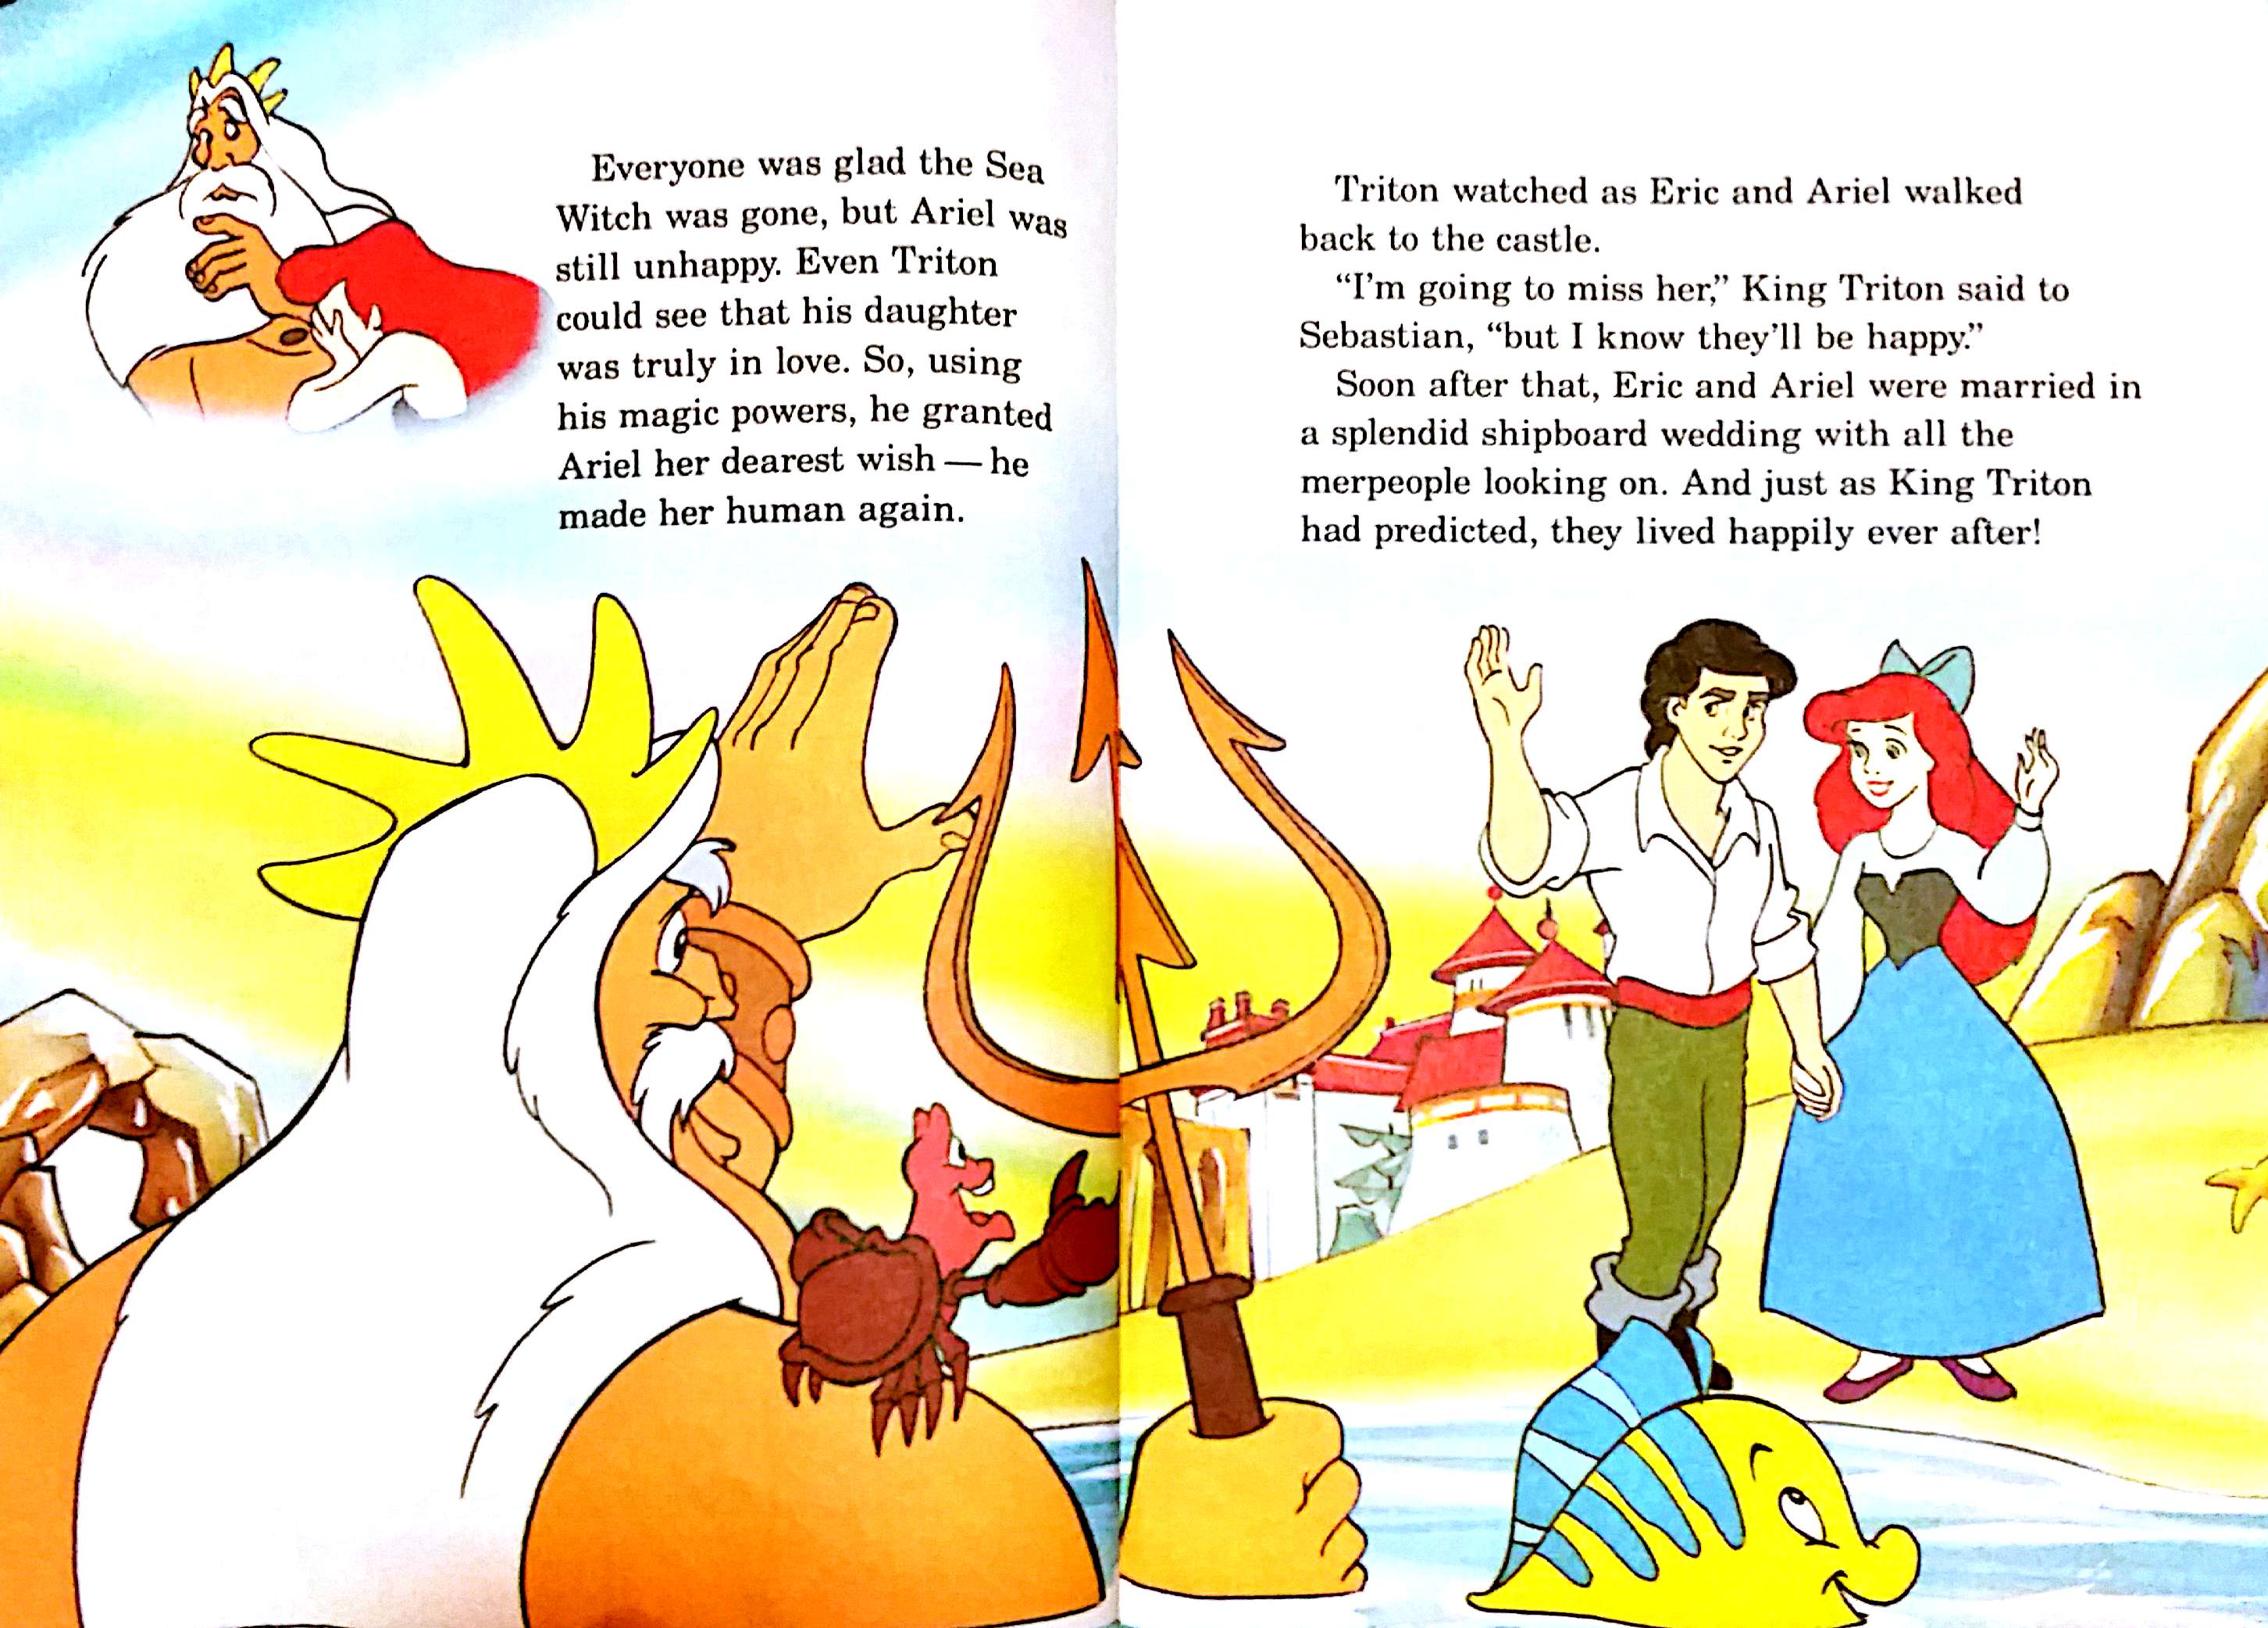 Everyone was glad the Sea
Witch was gone, but Ariel was
still unhappy. Even Triton
could see that his daughter
was truly in love. So, using
his magic powers, he granted
Ariel her dearest wish — he
made her human again.
Triton watched as Eric and Ariel walked
back to the castle.
“I’m going to miss her,” King Triton said to
Sebastian, “but I know they’ll be happy.”
Soon after that, Eric and Ariel were married in
a splendid shipboard wedding with all the
merpeople looking on. And just as King Triton
had predicted, they lived happily ever after!